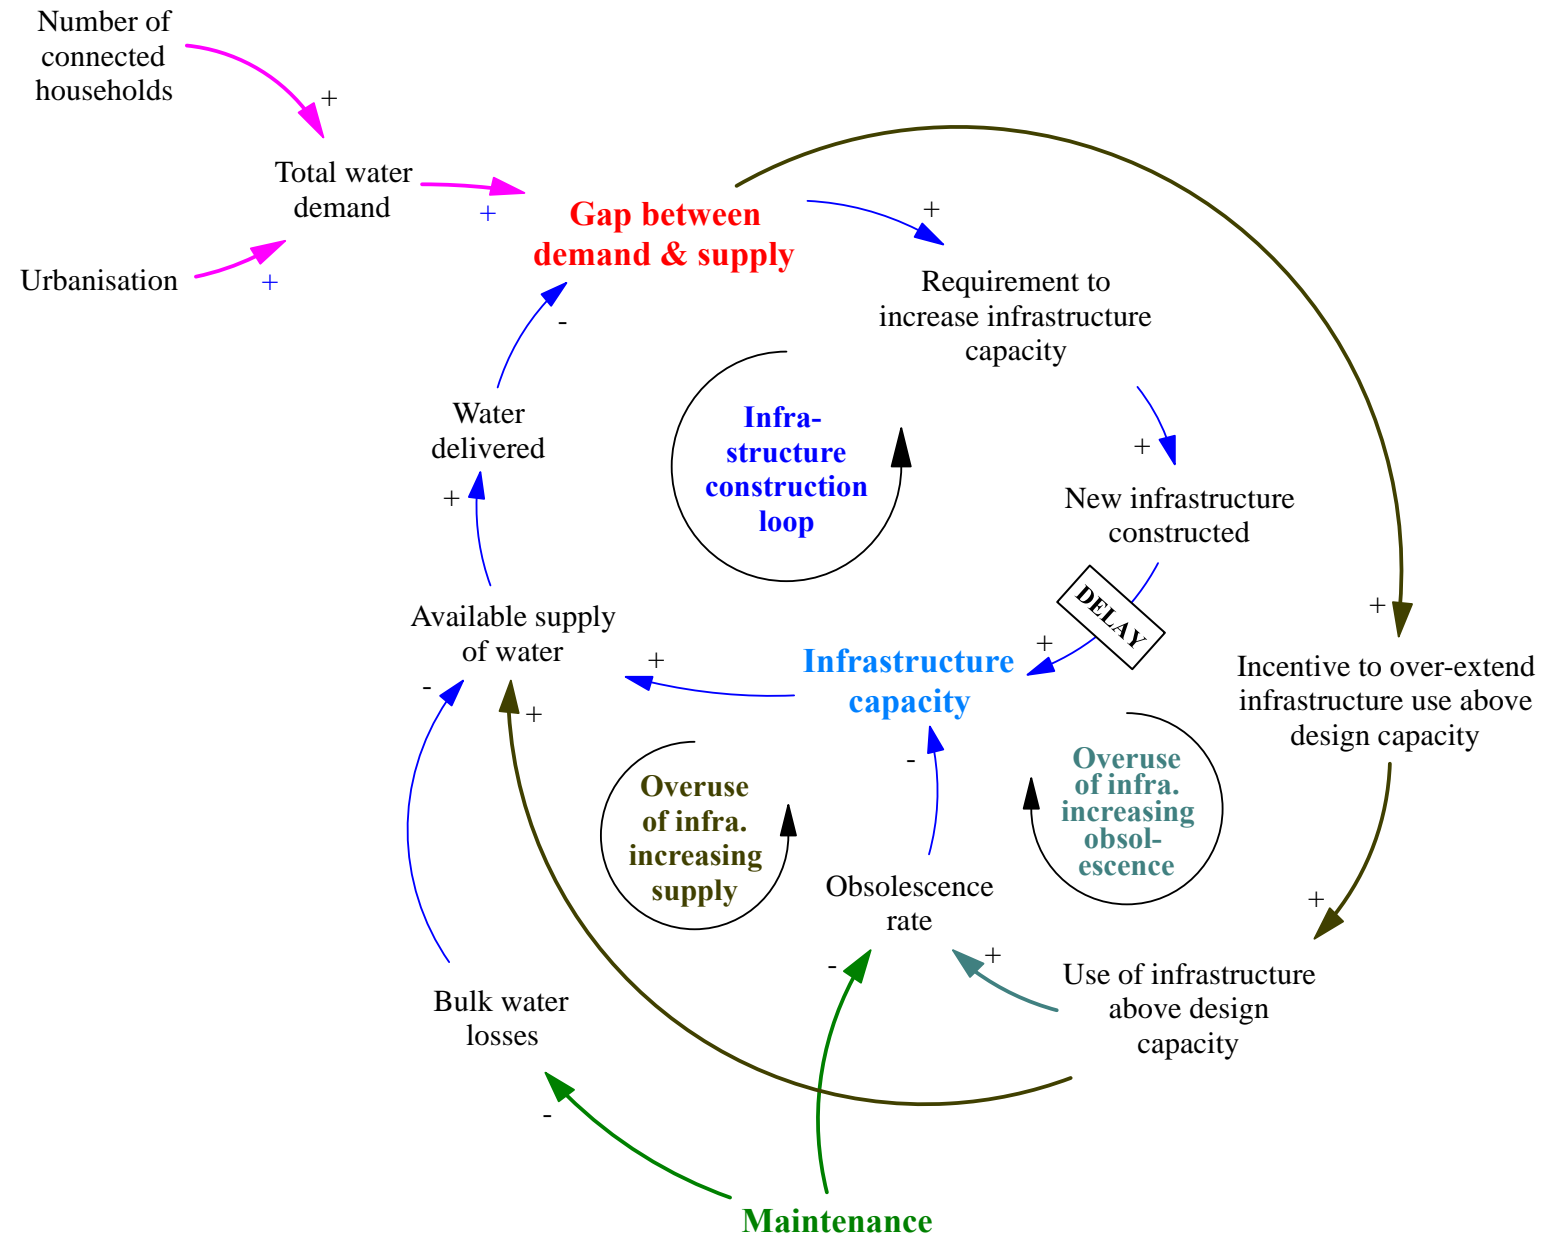 Number of
connected
households
+
Total water
demand
+
Urbanisation
+
Gap between
demand & supply
+
Requirement to
increase infrastructure
capacity
-
Water
delivered
+
Infra-
structure
construction
loop
+
New infrastructure
constructed
DELAY
+
Available supply
of water
+
Infrastructure
capacity
+
Incentive to over-extend
infrastructure use above
design capacity
-
+
-
Overuse
of infra.
increasing
supply
Overuse
of infra.
increasing
obsol-
escence
Obsolescence
rate
+
-
+
Use of infrastructure
above design
capacity
Bulk water
losses
-
Maintenance